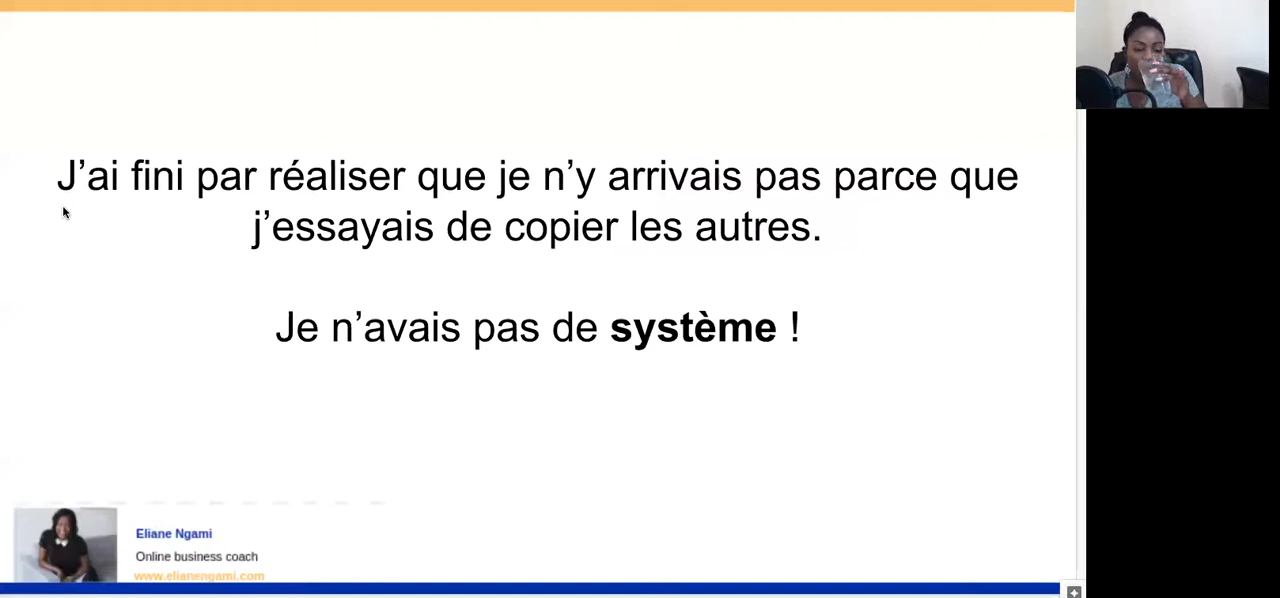 J’ai fini par réaliser que je n’y arrivais pas parce que
j’essayais de copier les autres.
Je n’avais pas de système !
Eliane Ngami
Online business coach
www.elianengami.com